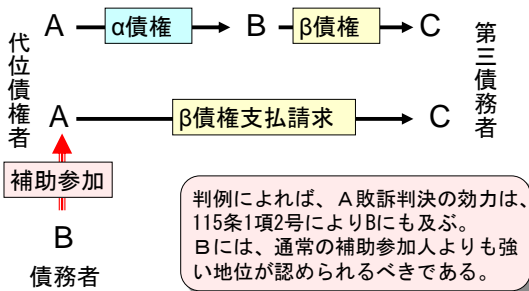 A α債権 B β債権 C
代位債権者
第三債務者
A β債権支払請求 C
補助参加
B
債務者
判例によれば、A敗訴判決の効力は、
115条1項2号によりBにも及ぶ。
Bには、通常の補助参加人よりも強
い地位が認められるべきである。